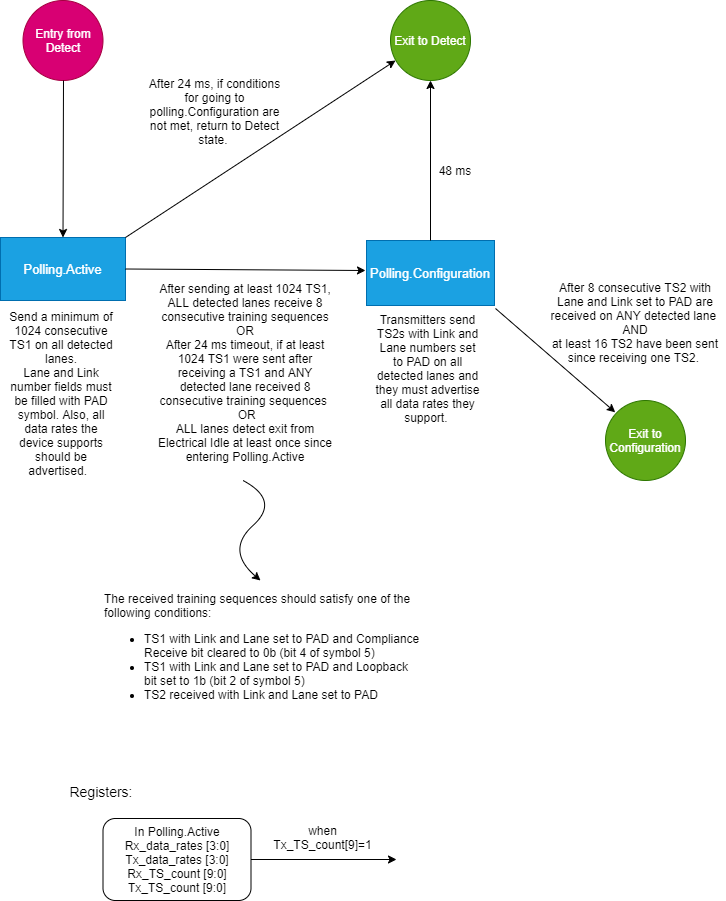 Entry from
Detect
Exit to Detect
After 24 ms, if conditions
for going to
polling.Configuration are
not met, return to Detect
state.
48 ms
Polling.Active
Polling.Configuration
Send a minimum of
1024 consecutive
TS1 on all detected
lanes.
Lane and Link
number fields must
be filled with PAD
symbol. Also, all
data rates the
device supports
should be
advertised.
After sending at least 1024 TS1,
ALL detected lanes receive 8
consecutive training sequences
OR
After 24 ms timeout, if at least
1024 TS1 were sent after
receiving a TS1 and ANY
detected lane received 8
consecutive training sequences
OR
ALL lanes detect exit from
Electrical Idle at least once since
entering Polling.Active
Transmitters send
TS2s with Link and
Lane numbers set
to PAD on all
detected lanes and
they must advertise
all data rates they
support.
After 8 consecutive TS2 with
Lane and Link set to PAD are
received on ANY detected lane
AND
at least 16 TS2 have been sent
since receiving one TS2.
Exit to
Configuration
The received training sequences should satisfy one of the
following conditions:
• TS1 with Link and Lane set to PAD and Compliance
Receive bit cleared to 0b (bit 4 of symbol 5)
• TS1 with Link and Lane set to PAD and Loopback
bit set to 1b (bit 2 of symbol 5)
• TS2 received with Link and Lane set to PAD
Registers:
In Polling.Active
Rx_data_rates [3:0]
Tx_data_rates [3:0]
Rx_TS_count [9:0]
Tx_TS_count [9:0]
when
Tx_TS_count[9]=1